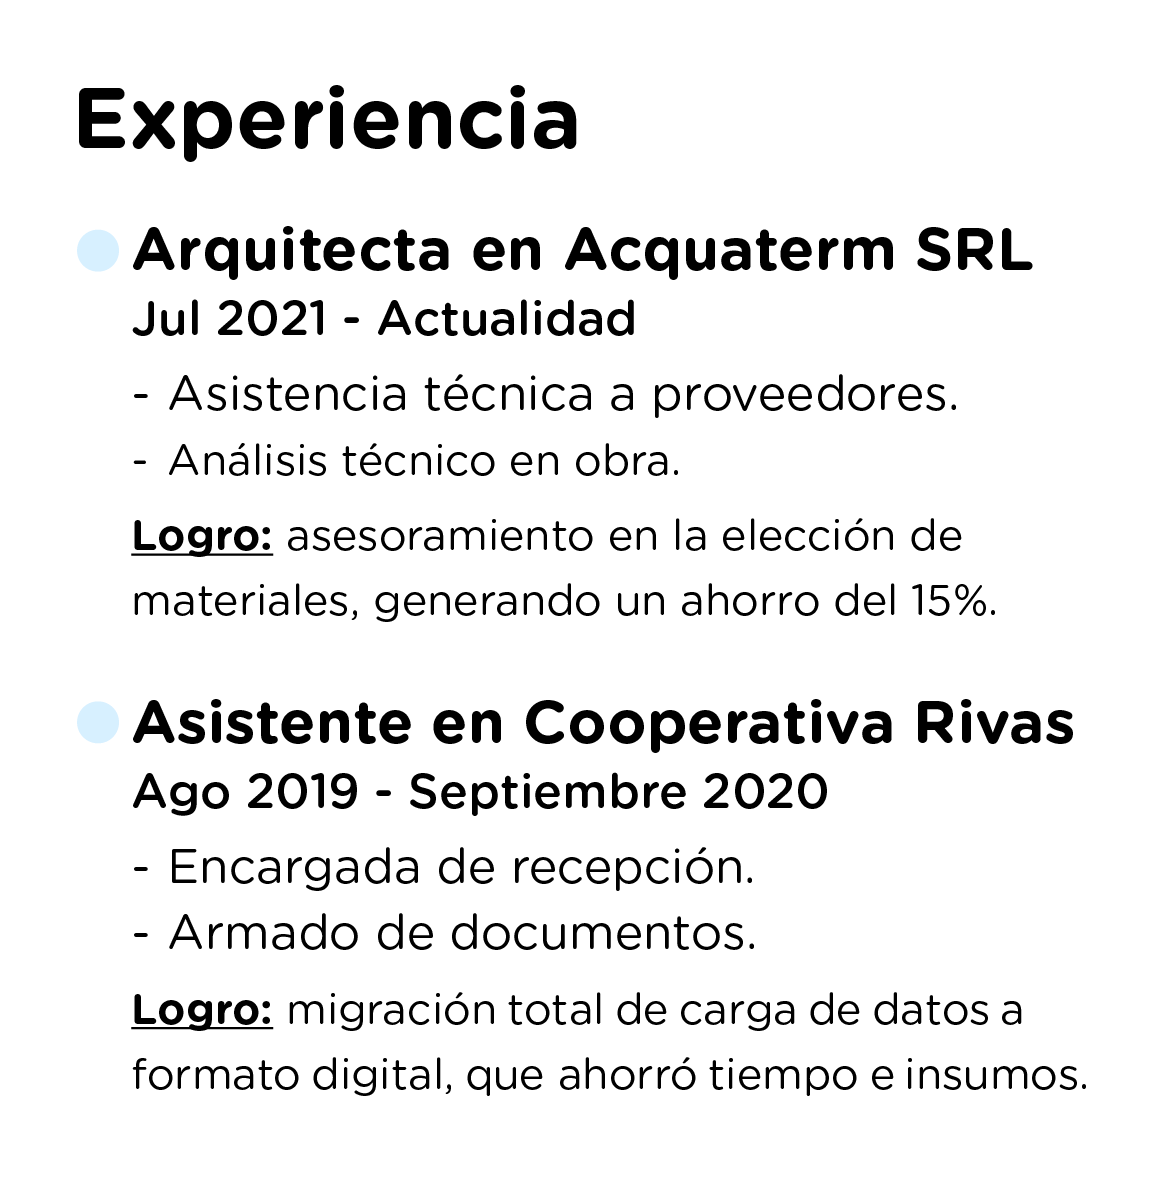 Experiencia
Arquitecta en Acquaterm SRL
Jul 2021 - Actualidad
- Asistencia técnica a proveedores.
- Análisis técnico en obra.
Logro: asesoramiento en la elección de
materiales, generando un ahorro del 15%.
Asistente en Cooperativa Rivas
Ago 2019 - Septiembre 2020
- Encargada de recepción.
- Armado de documentos.
Logro: migración total de carga de datos a
formato digital, que ahorró tiempo e insumos.